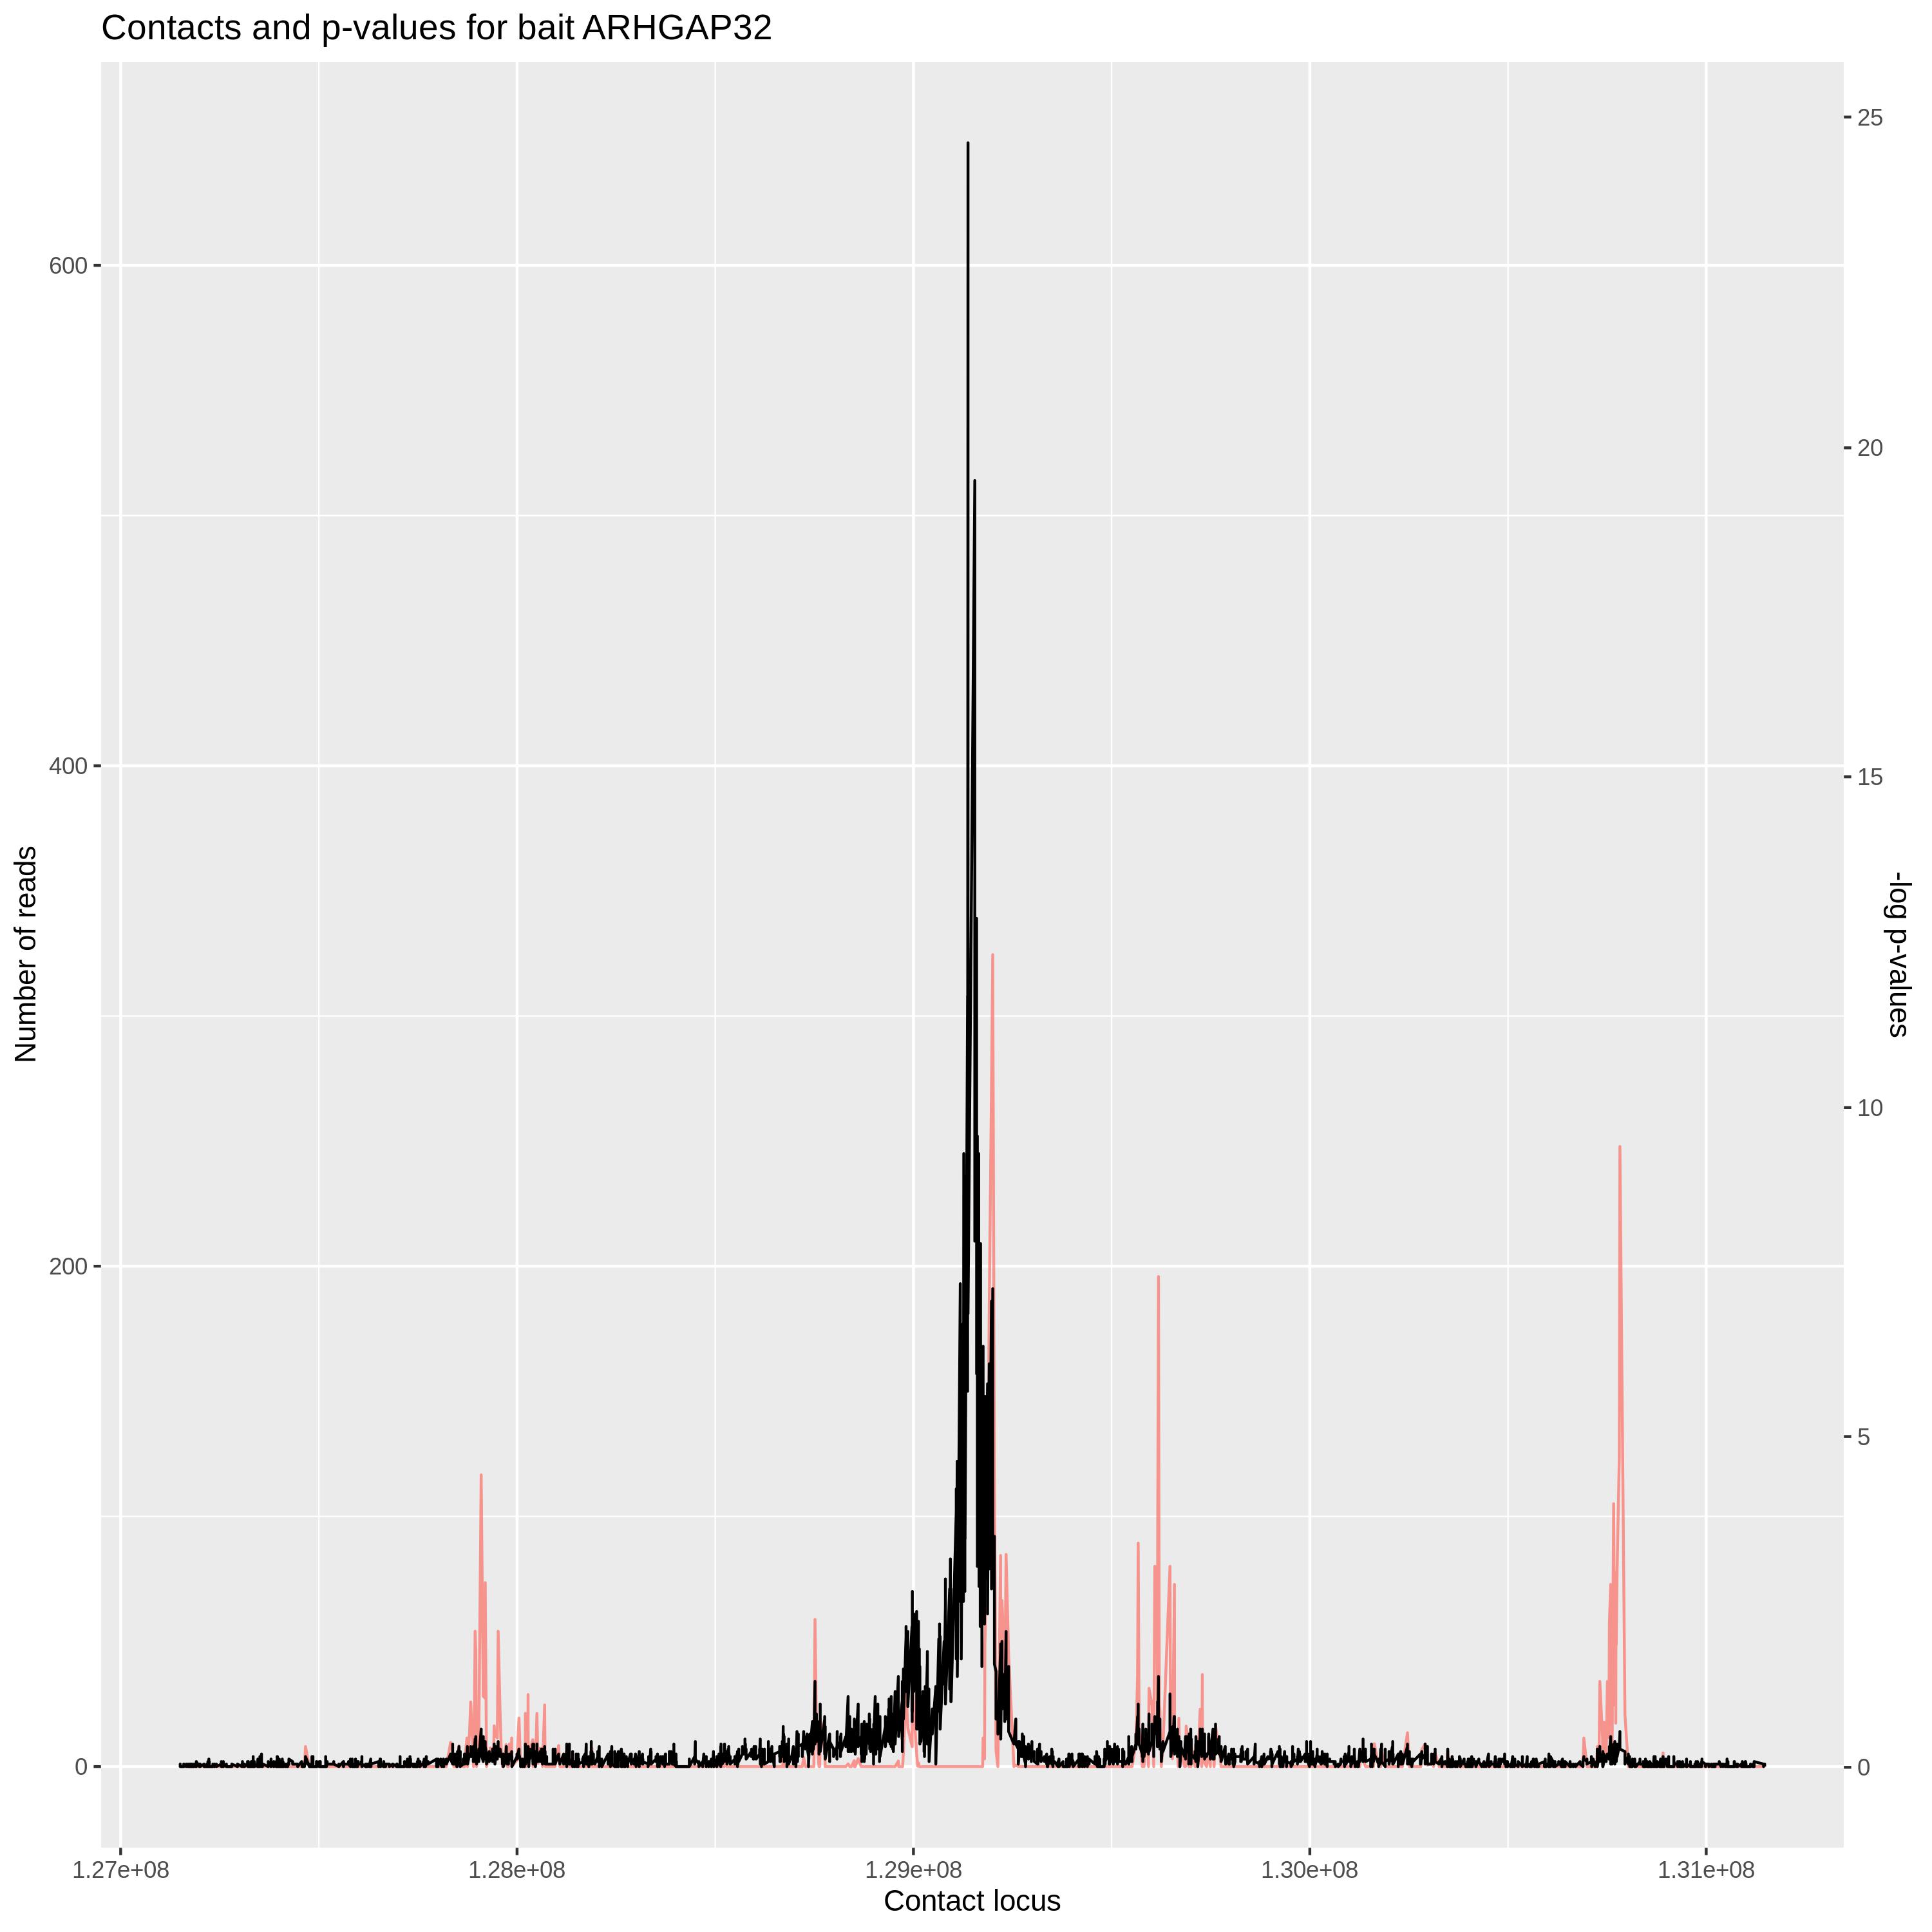 Contacts and p-values for bait ARHGAP32
600
400
200
0
Number of reads
25
20
15
10
5
0
-log p-values
1.27e+08
1.28e+08
1.29e+08
1.30e+08
1.31e+08
Contact locus